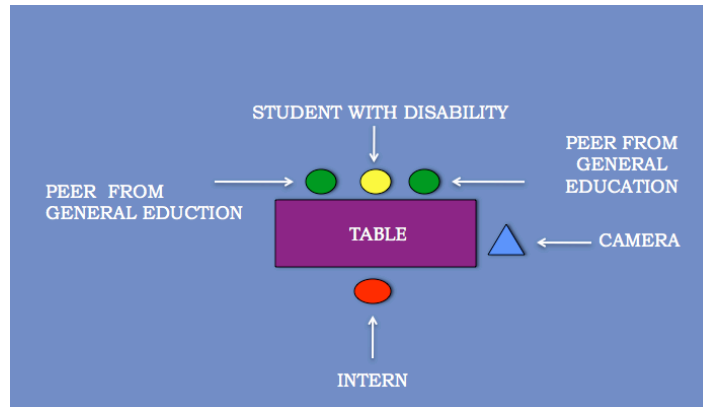 STUDENT WITH DISABILITY
PEER FROM
GENERAL
EDUCATION
PEER FROM
GENERAL EDUCTION
TABLE
CAMERA
INTERN